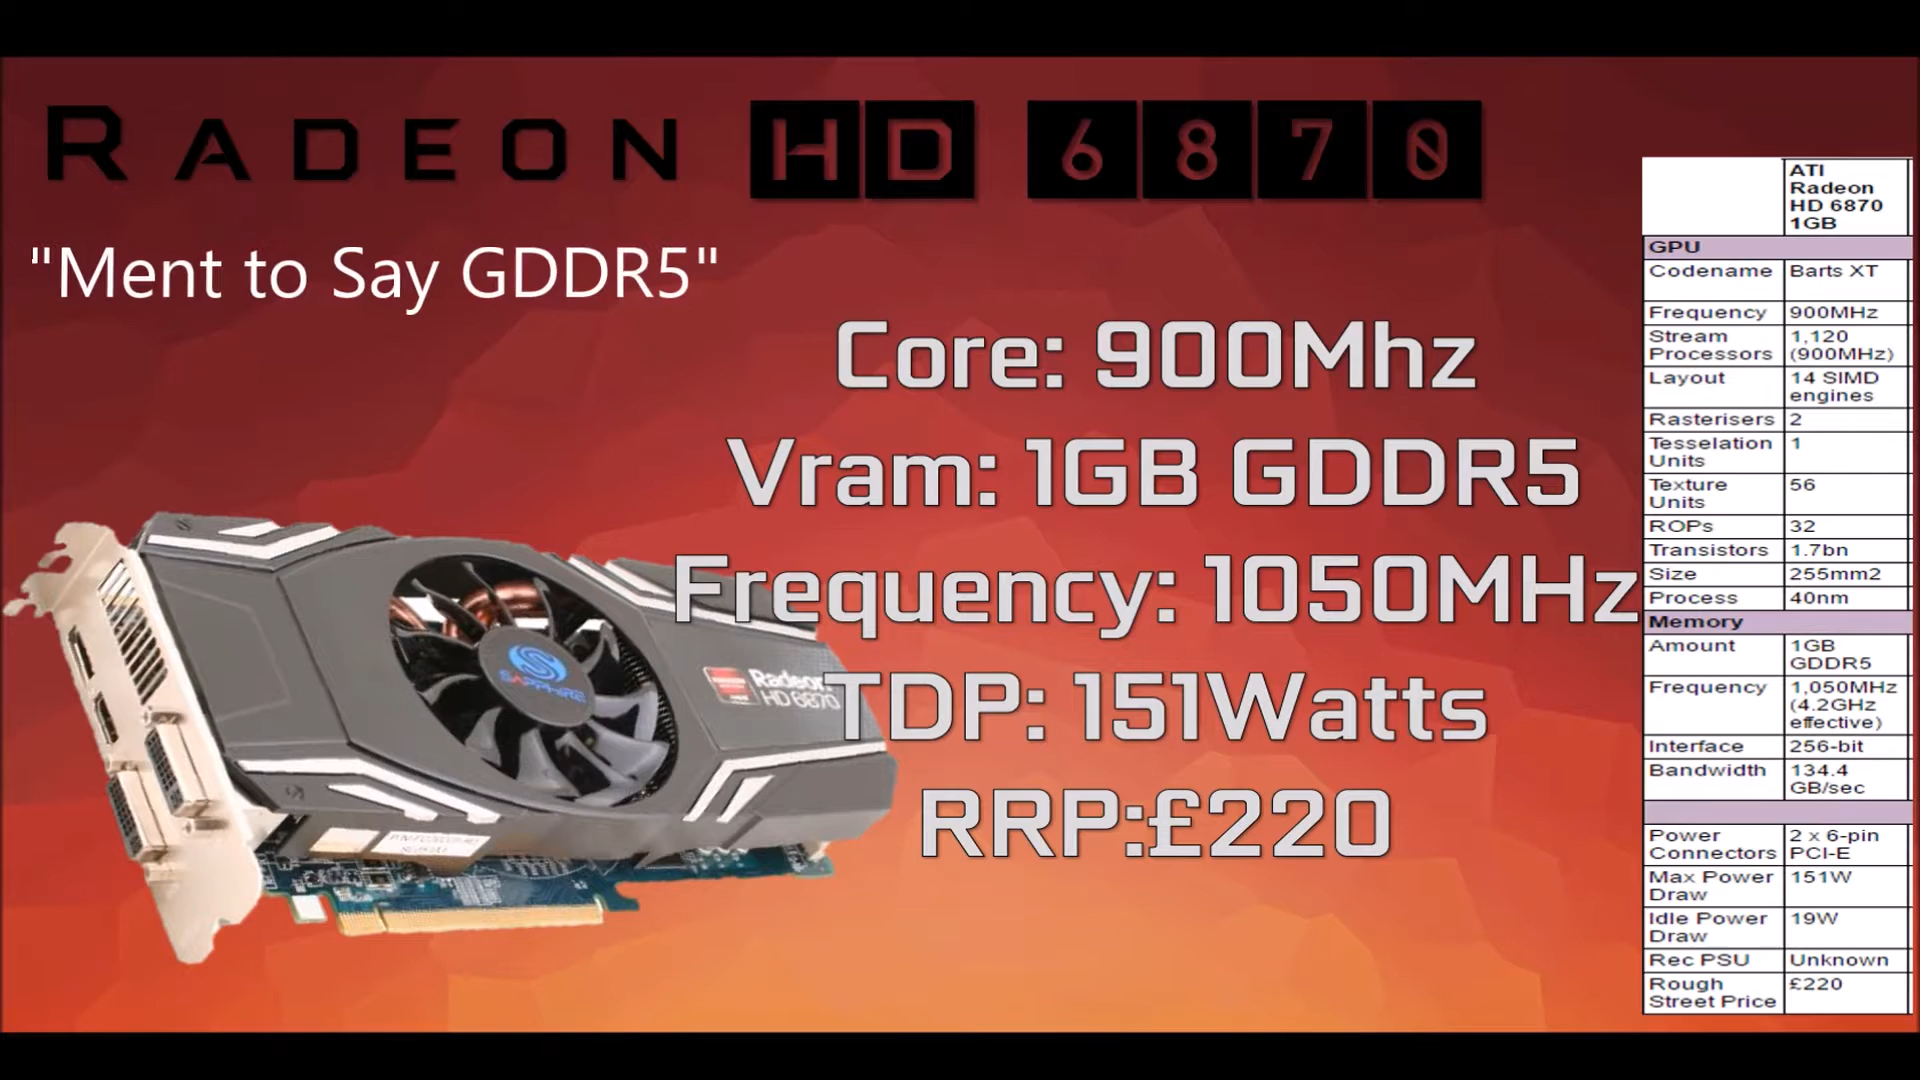 RADEON HD 6870
"Ment to Say GDDR5"
Core: 900Mhz
Vram: 1GB GDDR5
Frequency: 1050MHz
TDP: 151Watts
RRP:£220
SAPPHIRE
Radeon
HD 6870
ATI
Radeon
HD 6870
1GB
GPU
Codename Barts XT
Frequency 900MHz
Stream 1,120
Processors (900MHz)
Layout 14 SIMD
engines
Rasterisers 2
Tesselation 1
Units
Texture 56
Units
ROPs 32
Transistors 1.7bn
Size 255mm2
Process 40nm
Memory
Amount 1GB
GDDR5
Frequency 1,050MHz
(4.2GHz
effective)
Interface 256-bit
Bandwidth 134.4
GB/sec
Power 2 x 6-pin
Connectors PCI-E
Max Power 151W
Draw
Idle Power 19W
Draw
Rec PSU Unknown
Rough £220
Street Price